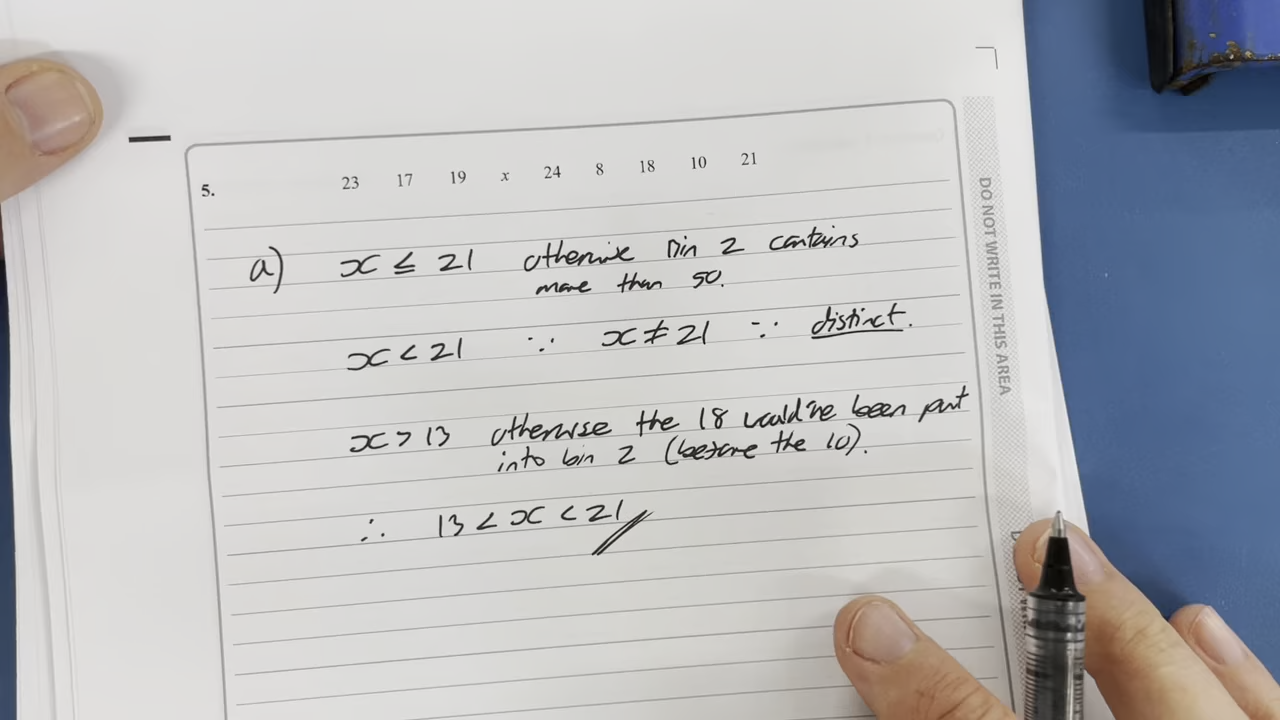 5. 23 17 19 x 24 8 18 10 21
a) x ≤ 21 otherwise bin 2 contains
more than 50.
x < 21 ∵ x ≠ 21 ∵ distinct.
x > 13 otherwise the 18 would've been put
into bin 2 (before the 10).
∴ 13 < x < 21
DO NOT WRITE IN THIS AREA